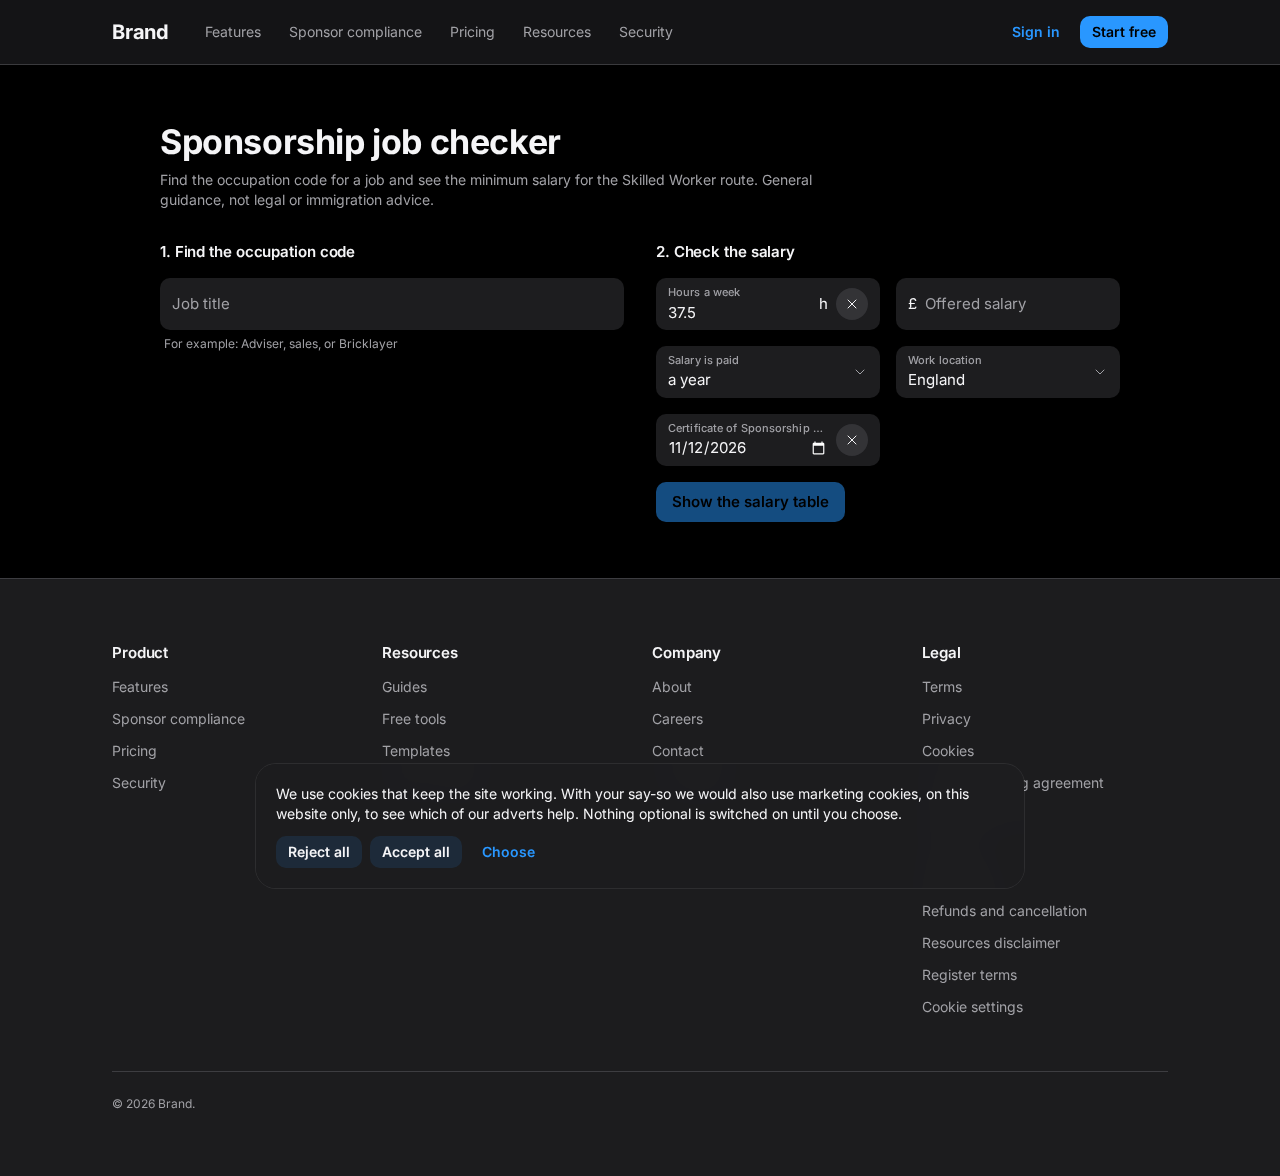 Brand
Features
Sponsor compliance
Pricing
Resources
Security
Sign in
Start free
Sponsorship job checker
Find the occupation code for a job and see the minimum salary for the Skilled Worker route. General
guidance, not legal or immigration advice.
1. Find the occupation code
Job title
For example: Adviser, sales, or Bricklayer
2. Check the salary
Hours a week
37.5
h
£ Offered salary
Salary is paid
a year
Work location
England
Certificate of Sponsorship ...
11/12/2026
Show the salary table
Product
Features
Sponsor compliance
Pricing
Security
Resources
Guides
Free tools
Templates
Company
About
Careers
Contact
Legal
Terms
Privacy
Cookies
agreement
We use cookies that keep the site working. With your say-so we would also use marketing cookies, on this
website only, to see which of our adverts help. Nothing optional is switched on until you choose.
Reject all
Accept all
Choose
Refunds and cancellation
Resources disclaimer
Register terms
Cookie settings
© 2026 Brand.